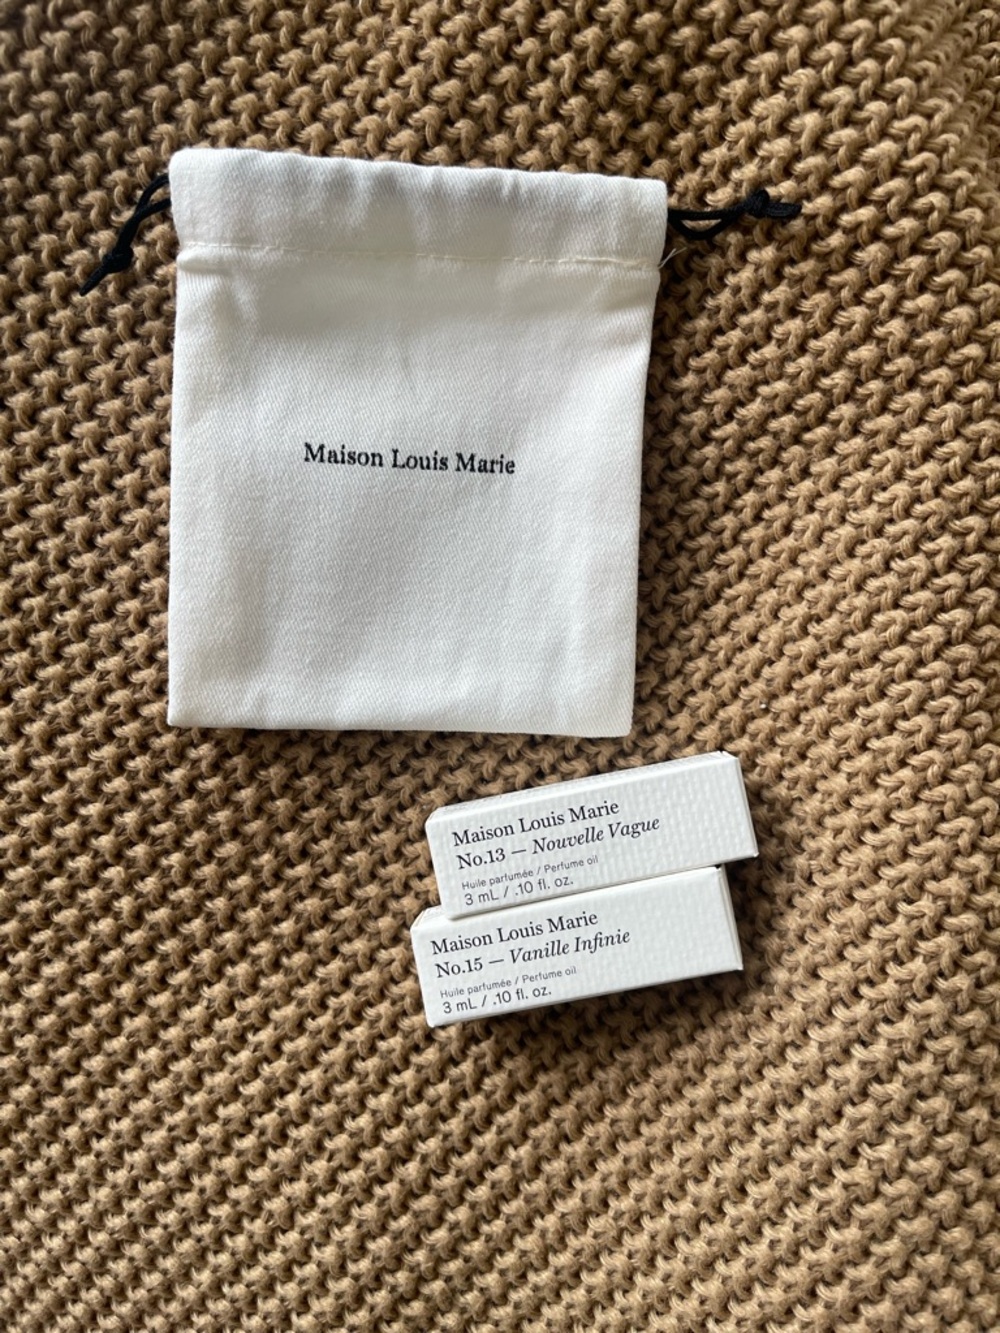 Maison Louis Marie
Maison Louis Marie
No.13 — Nouvelle Vague
Huile parfumée / Perfume oil
3 mL / .10 fl. oz.
Maison Louis Marie
No.15 — Vanille Infinie
Huile parfumée / Perfume oil
3 mL / .10 fl. oz.